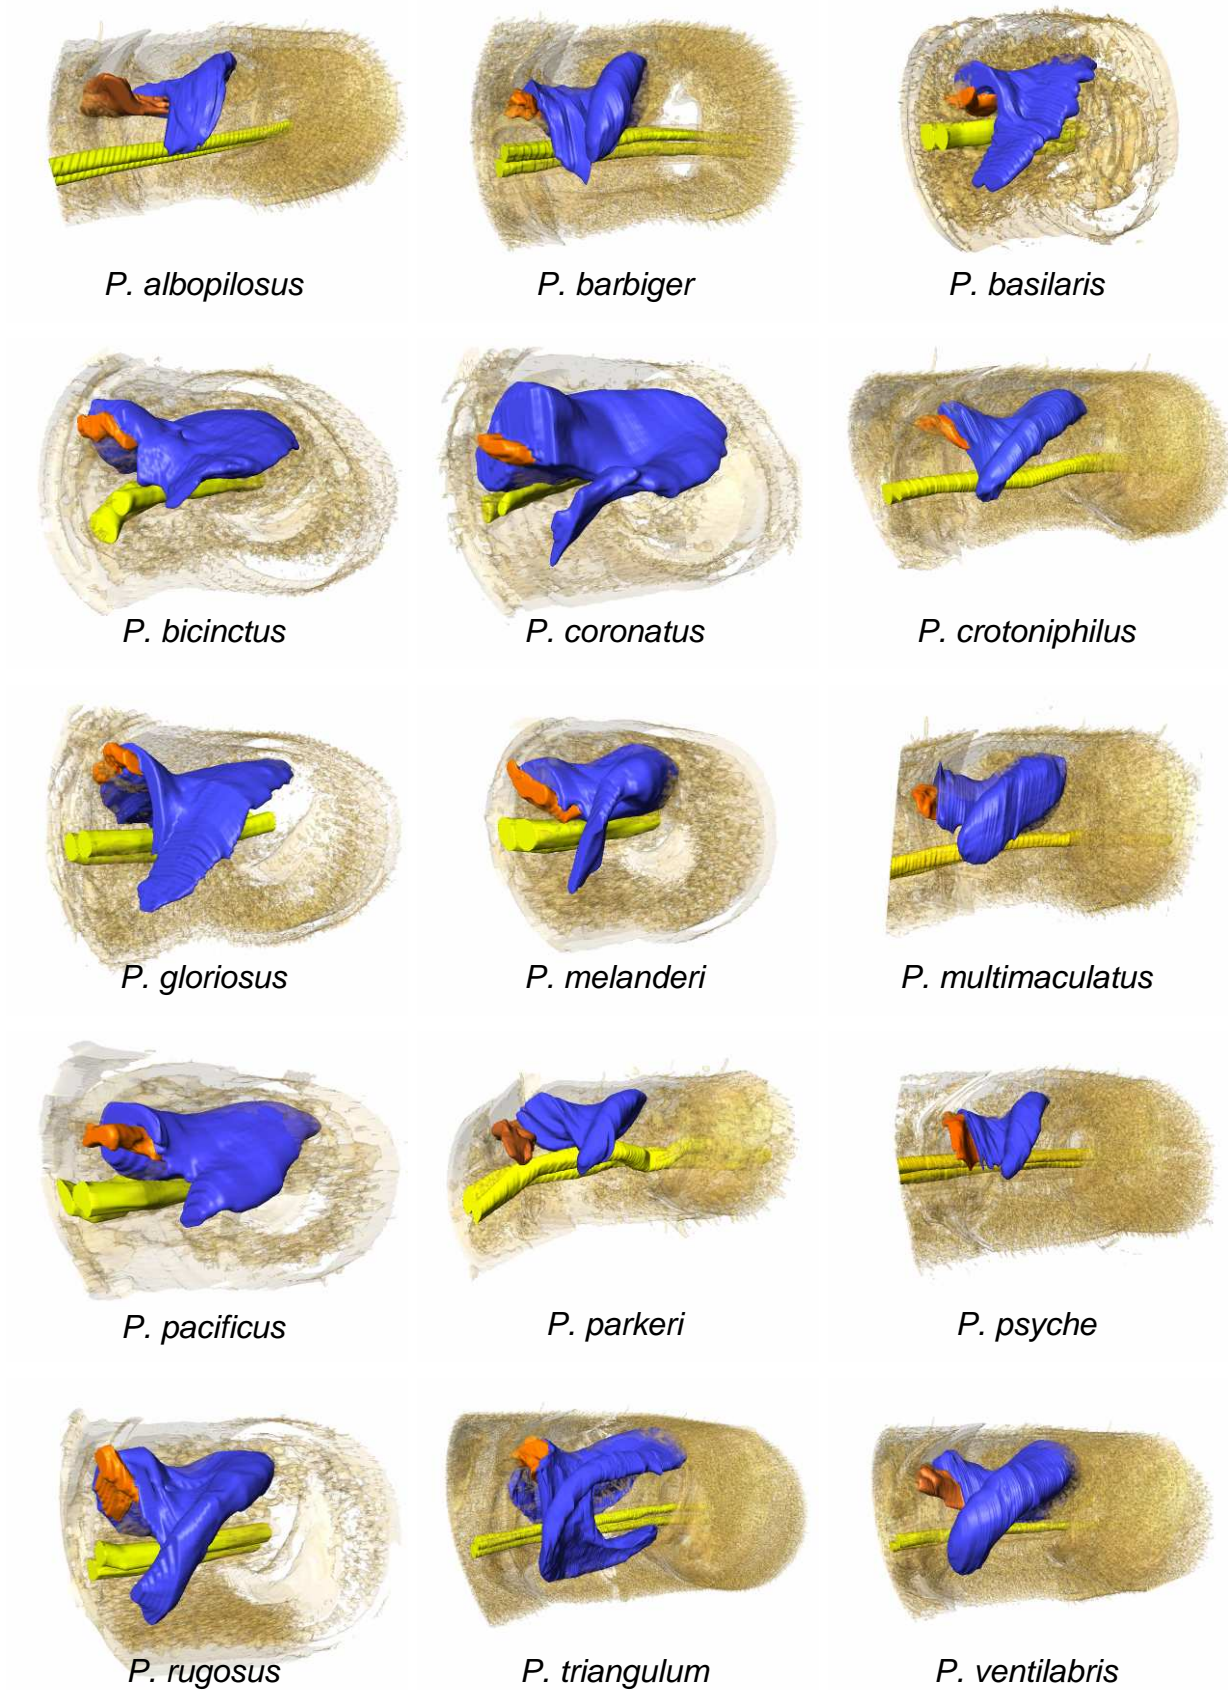 P. albopilosus
P. barbiger
P. basilaris
P. bicinctus
P. coronatus
P. crotoniphilus
P. gloriosus
P. melanderi
P. multimaculatus
P. pacificus
P. parkeri
P. psyche
P. rugosus
P. triangulum
P. ventilabris